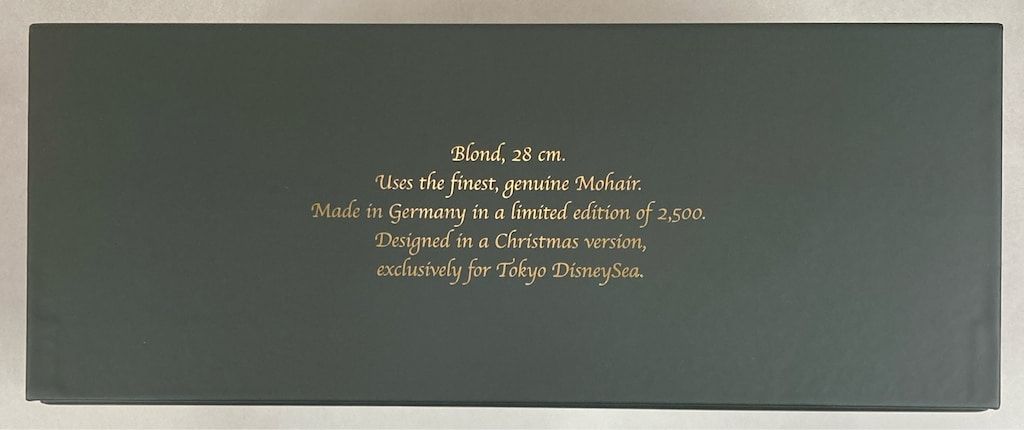 Blond, 28 cm.
Uses the finest, genuine Mohair.
Made in Germany in a limited edition of 2,500.
Designed in a Christmas version,
exclusively for Tokyo DisneySea.